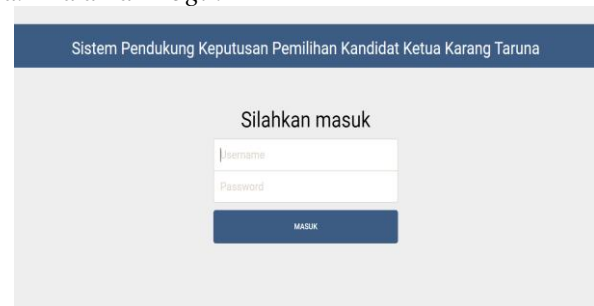 Sistem Pendukung Keputusan Pemilihan Kandidat Ketua Karang Taruna
Silahkan masuk
Username
Password
MASUK